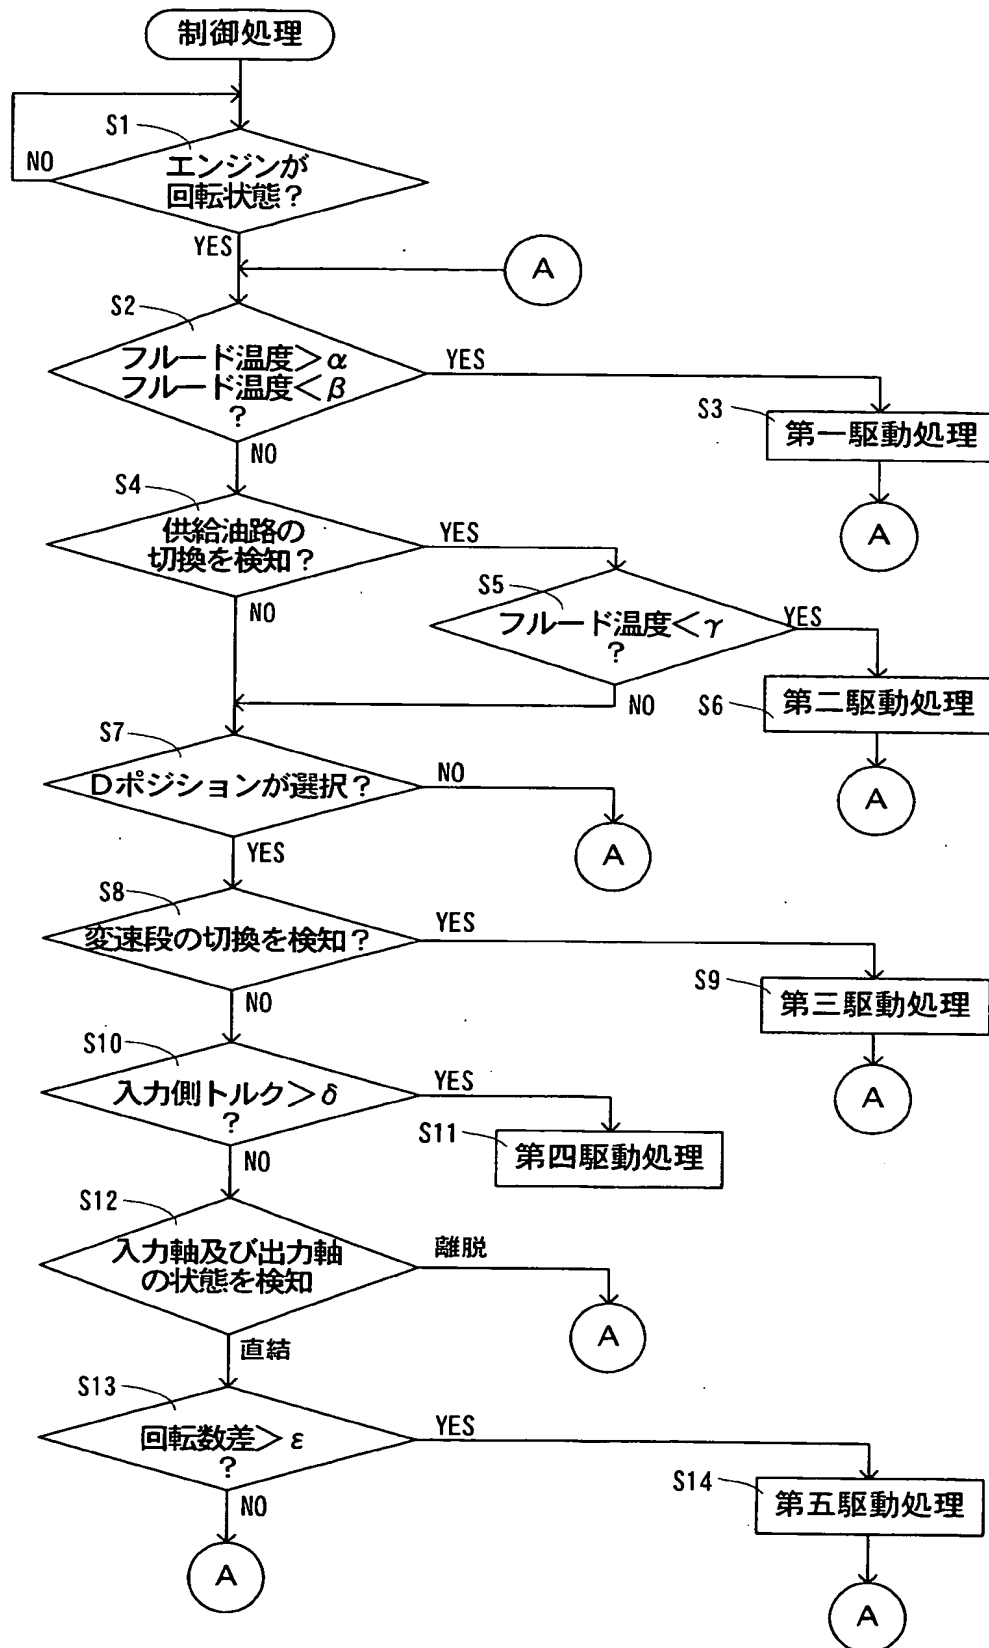 制御処理
S1
NO
エンジンが
回転状態?
YES
A
S2
フルード温度>α
フルード温度<β
?
YES
S3
第一駆動処理
NO
A
S4
供給油路の
切換を検知?
YES
S5
フルード温度<γ
?
YES
NO
NO
S6
第二駆動処理
A
S7
Dポジションが選択?
NO
A
YES
S8
変速段の切換を検知?
YES
S9
第三駆動処理
NO
A
S10
入力側トルク>δ
?
YES
S11
第四駆動処理
NO
S12
入力軸及び出力軸
の状態を検知
離脱
A
直結
S13
回転数差>ε
?
YES
S14
第五駆動処理
NO
A
A